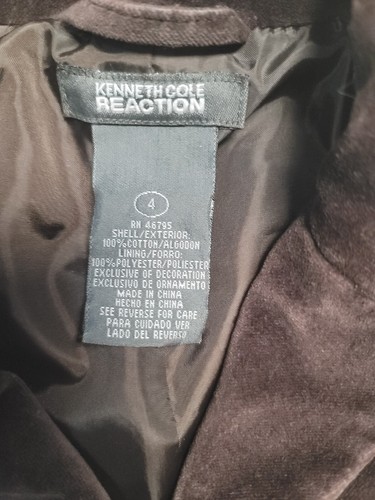 KENNETH COLE
REACTION
4
RN 46795
SHELL/EXTERIOR:
100%COTTON/ALGODON
LINING/FORRO:
100%POLYESTER/POLIESTER
EXCLUSIVE OF DECORATION
EXCLUSIVO DE ORNAMENTO
MADE IN CHINA
HECHO EN CHINA
SEE REVERSE FOR CARE
PARA CUIDADO VER
LADO DEL REVERSO